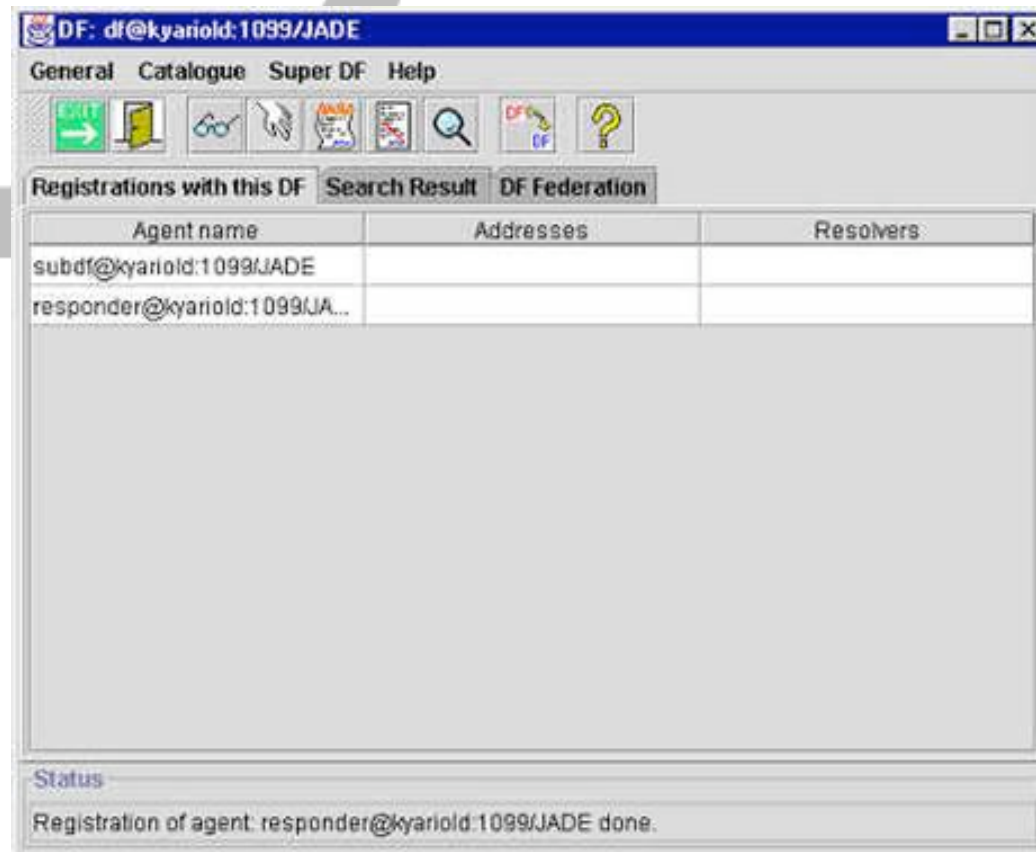 DF: df@kyariold:1099/JADE
General Catalogue Super DF Help
EXIT
DF
DF
Registrations with this DF Search Result DF Federation
Agent name Addresses Resolvers
subdf@kyariold:1099/JADE
responder@kyariold:1099/JA...
Status
Registration of agent: responder@kyariold:1099/JADE done.